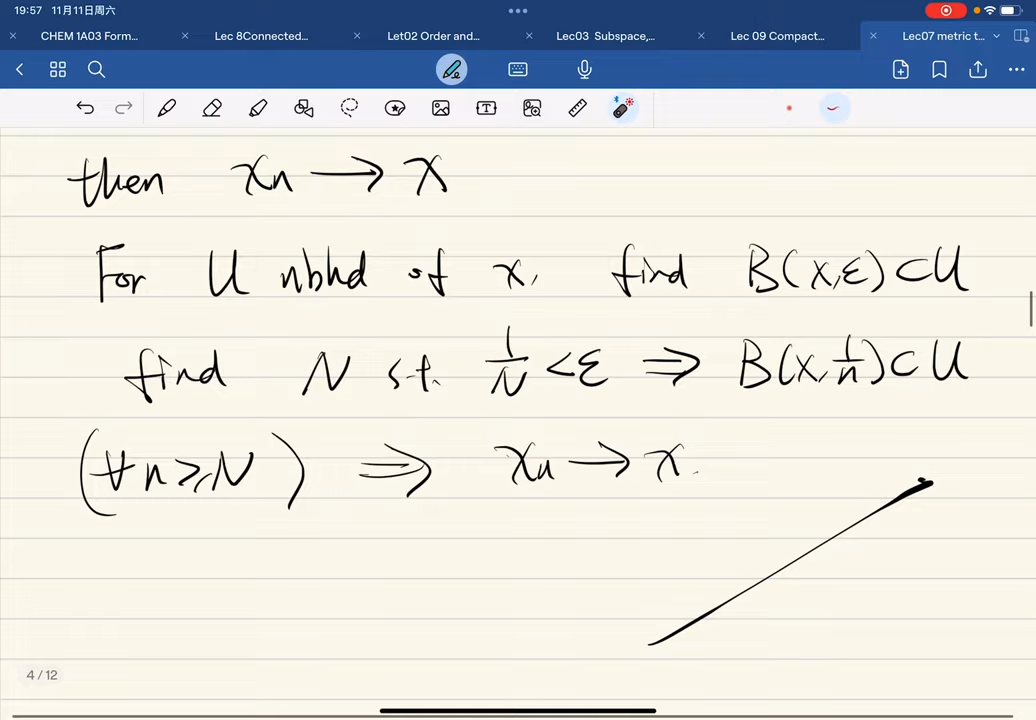 19:57 11月11日周六
CHEM 1A03 Form... Lec 8Connected... Let02 Order and... Lec03 Subspace,... Lec 09 Compact... Lec07 metric t...
then xn → x
For U nbhd of x, find B(x,ε)⊂U
find N s.t. 1/N <ε ⇒ B(x,1/n)⊂U
(∀n≥N) ⇒ xn → x.
4 / 12